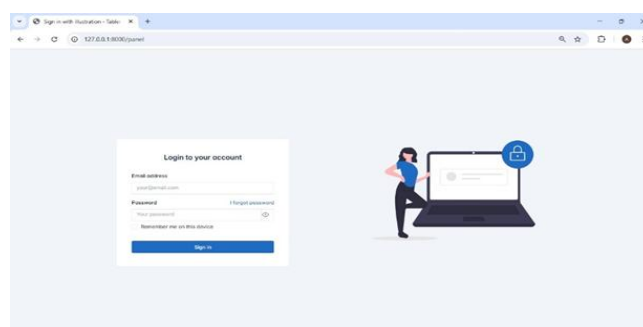 Sign in with illustration - Tabler
127.0.0.1:8000/panel
Login to your account
Email address
your@email.com
Password
I forgot password
Your password
Remember me on this device
Sign in